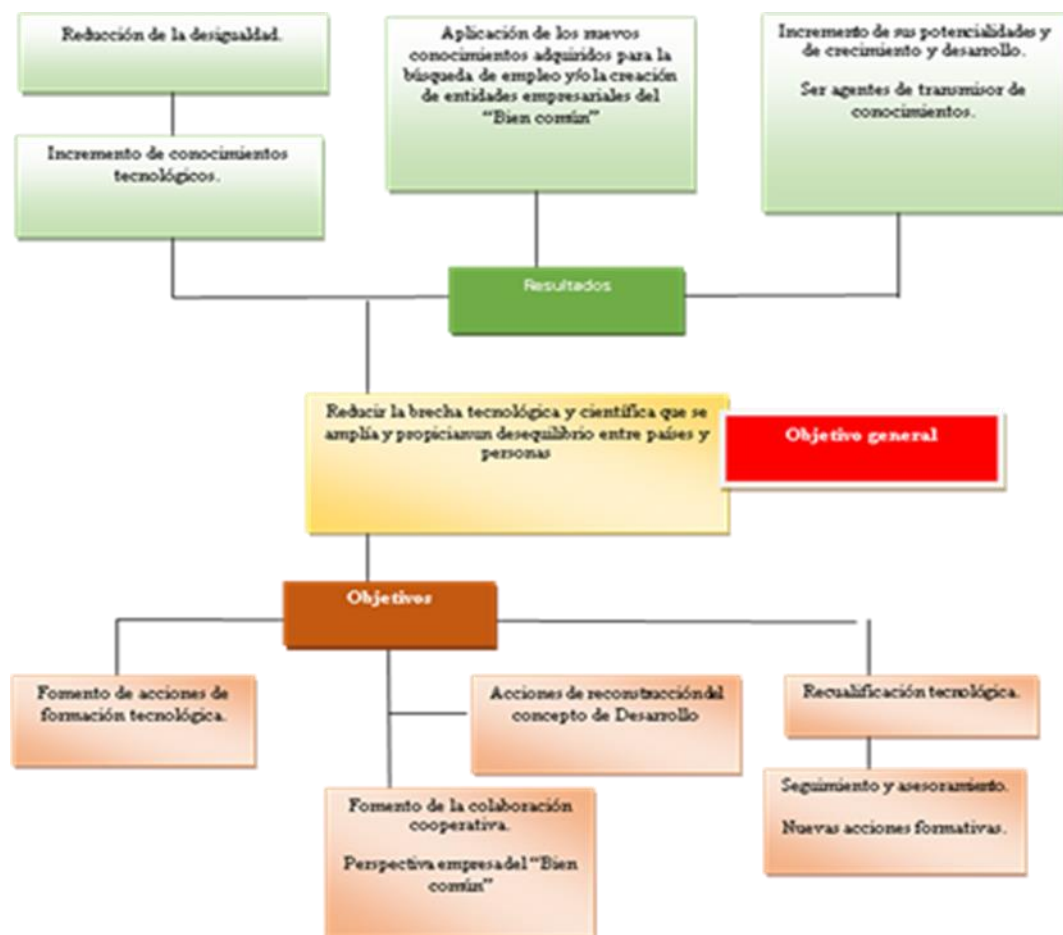 Reducción de la desigualdad.
Incremento de conocimientos
tecnológicos.
Aplicación de los nuevos
conocimientos adquiridos para la
búsqueda de empleo y/o la creación
de entidades empresariales del
“Bien común”
Incremento de sus potencialidades y
de crecimiento y desarrollo.
Ser agentes de transmisor de
conocimientos.
Resultados
Reducir la brecha tecnológica y científica que se
amplía y propicianun desequilibrio entre países y
personas
Objetivo general
Objetivos
Fomento de acciones de
formación tecnológica.
Acciones de reconstrucción del
concepto de Desarrollo
Fomento de la colaboración
cooperativa.
Perspectiva empresa del “Bien
común”
Recualificación tecnológica.
Seguimiento y asesoramiento.
Nuevas acciones formativas.